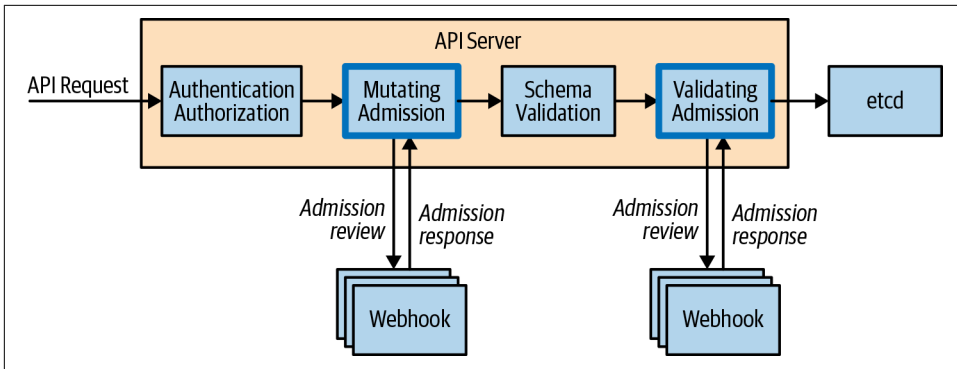 API Server
API Request
Authentication
Authorization
Mutating
Admission
Schema
Validation
Validating
Admission
etcd
Admission
review
Admission
response
Admission
review
Admission
response
Webhook
Webhook